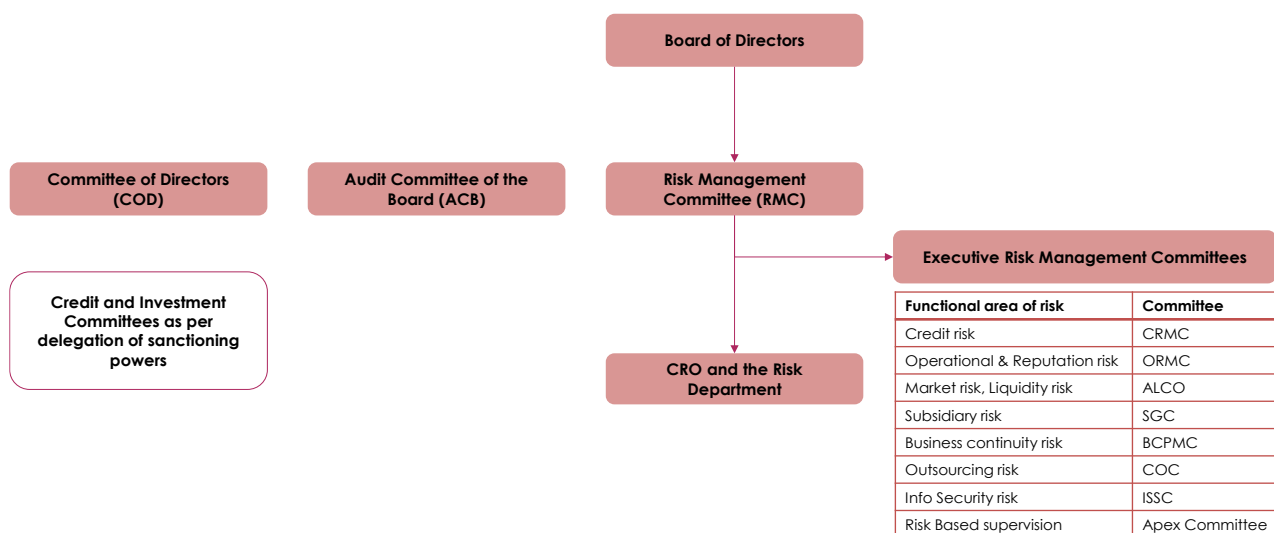 Board of Directors
Committee of Directors
(COD)
Audit Committee of the
Board (ACB)
Risk Management
Committee (RMC)
Executive Risk Management Committees
Credit and Investment
Committees as per
delegation of sanctioning
powers
CRO and the Risk
Department
Functional area of risk Committee
Credit risk CRMC
Operational & Reputation risk ORMC
Market risk, Liquidity risk ALCO
Subsidiary risk SGC
Business continuity risk BCPMC
Outsourcing risk COC
Info Security risk ISSC
Risk Based supervision Apex Committee